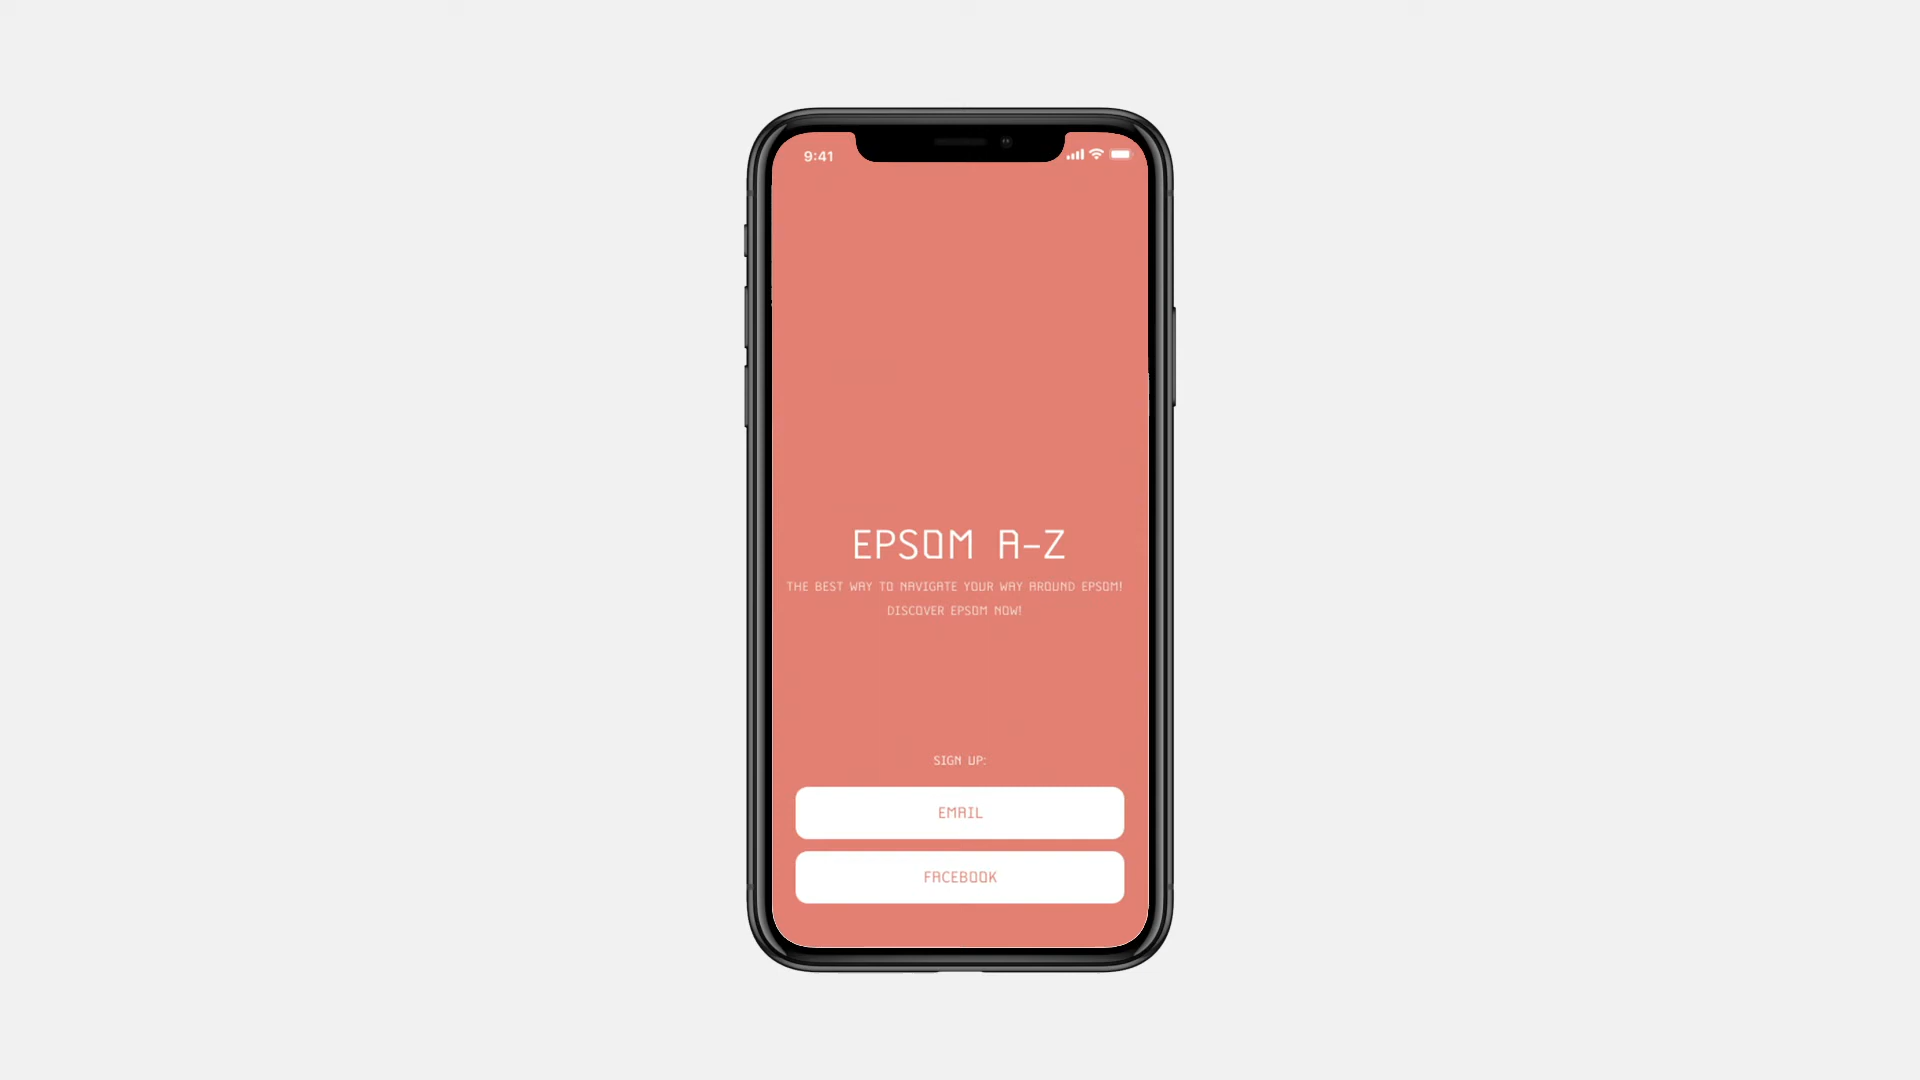 9:41
EPSOM A-Z
THE BEST WAY TO NAVIGATE YOUR WAY AROUND EPSOM!
DISCOVER EPSOM NOW!
SIGN UP:
EMAIL
FACEBOOK